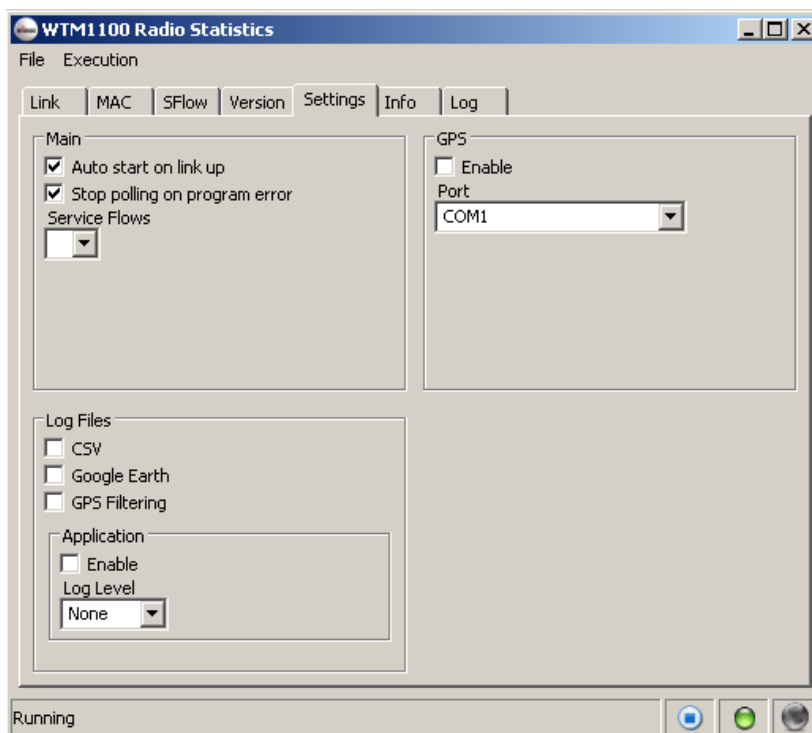 WTM1100 Radio Statistics
File Execution
Link MAC SFlow Version Settings Info Log
Main
Auto start on link up
Stop polling on program error
Service Flows
GPS
Enable
Port
COM1
Log Files
CSV
Google Earth
GPS Filtering
Application
Enable
Log Level
None
Running